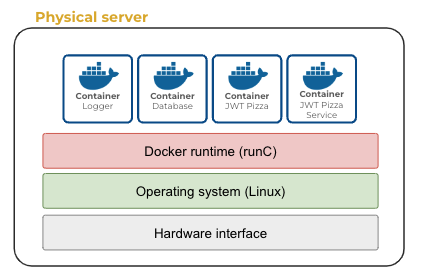 Physical server
Container
Logger
Container
Database
Container
JWT Pizza
Container
JWT Pizza
Service
Docker runtime (runC)
Operating system (Linux)
Hardware interface